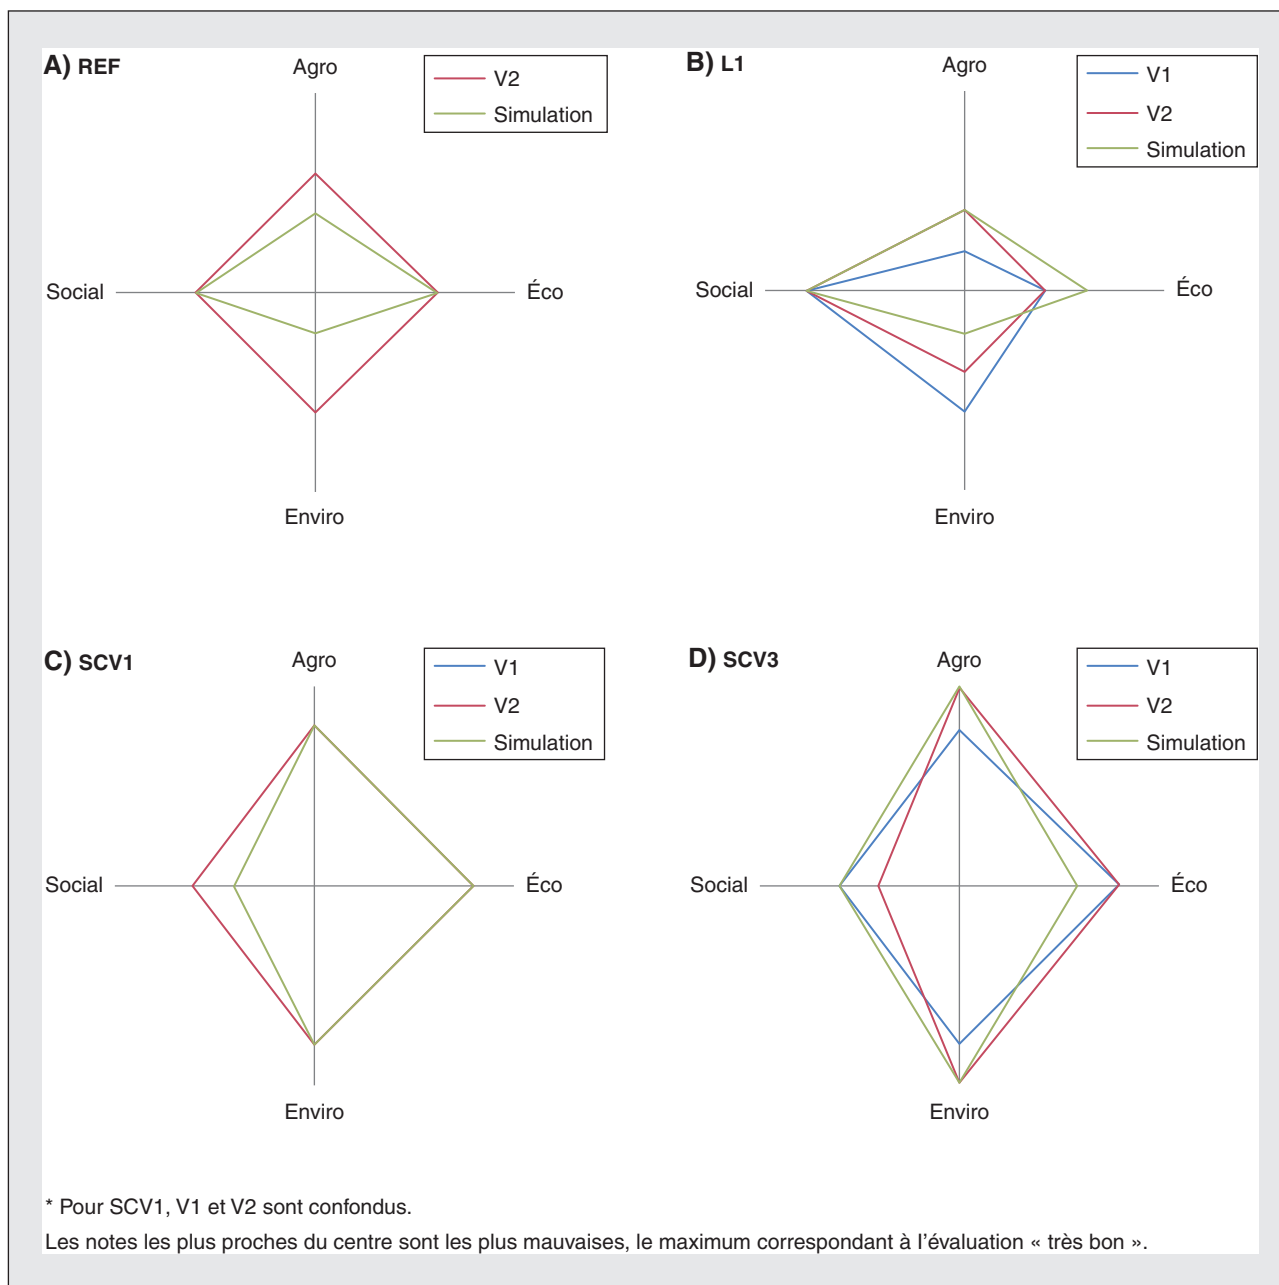 A) REF
Agro
V2
Simulation
Social
Éco
Enviro
B) L1
Agro
V1
V2
Simulation
Social
Éco
Enviro
C) SCV1
Agro
V1
V2
Simulation
Social
Éco
Enviro
D) SCV3
Agro
V1
V2
Simulation
Social
Éco
Enviro
* Pour SCV1, V1 et V2 sont confondus.
Les notes les plus proches du centre sont les plus mauvaises, le maximum correspondant à l’évaluation « très bon ».